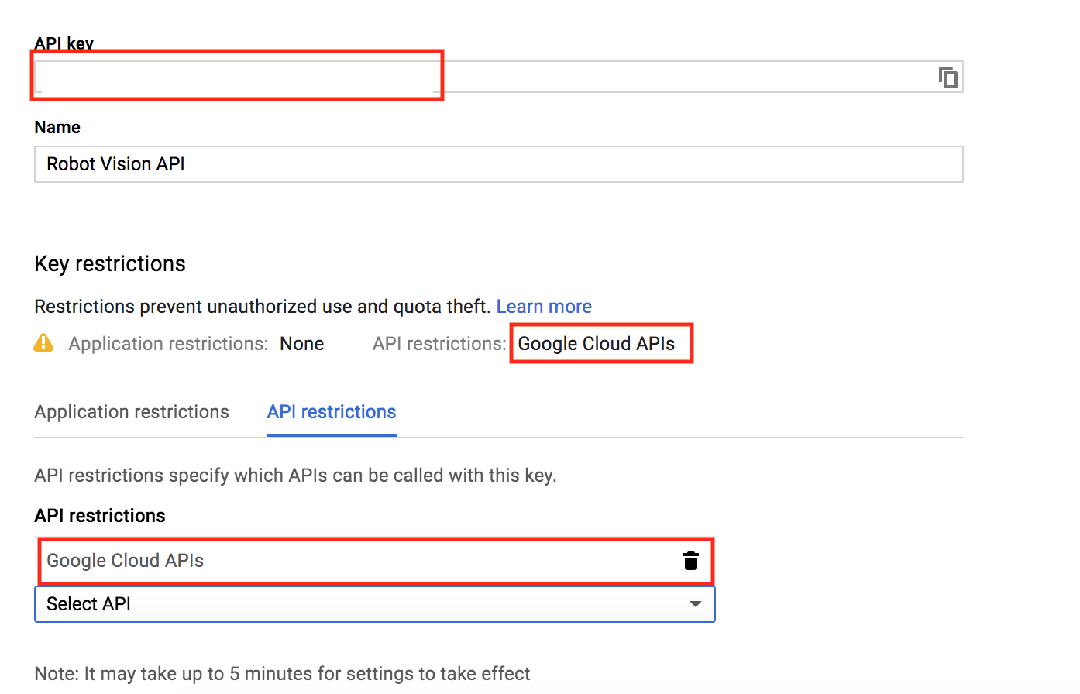 API key
Name
Robot Vision API
Key restrictions
Restrictions prevent unauthorized use and quota theft. Learn more
Application restrictions: None API restrictions: Google Cloud APIs
Application restrictions API restrictions
API restrictions specify which APIs can be called with this key.
API restrictions
Google Cloud APIs
Select API
Note: It may take up to 5 minutes for settings to take effect